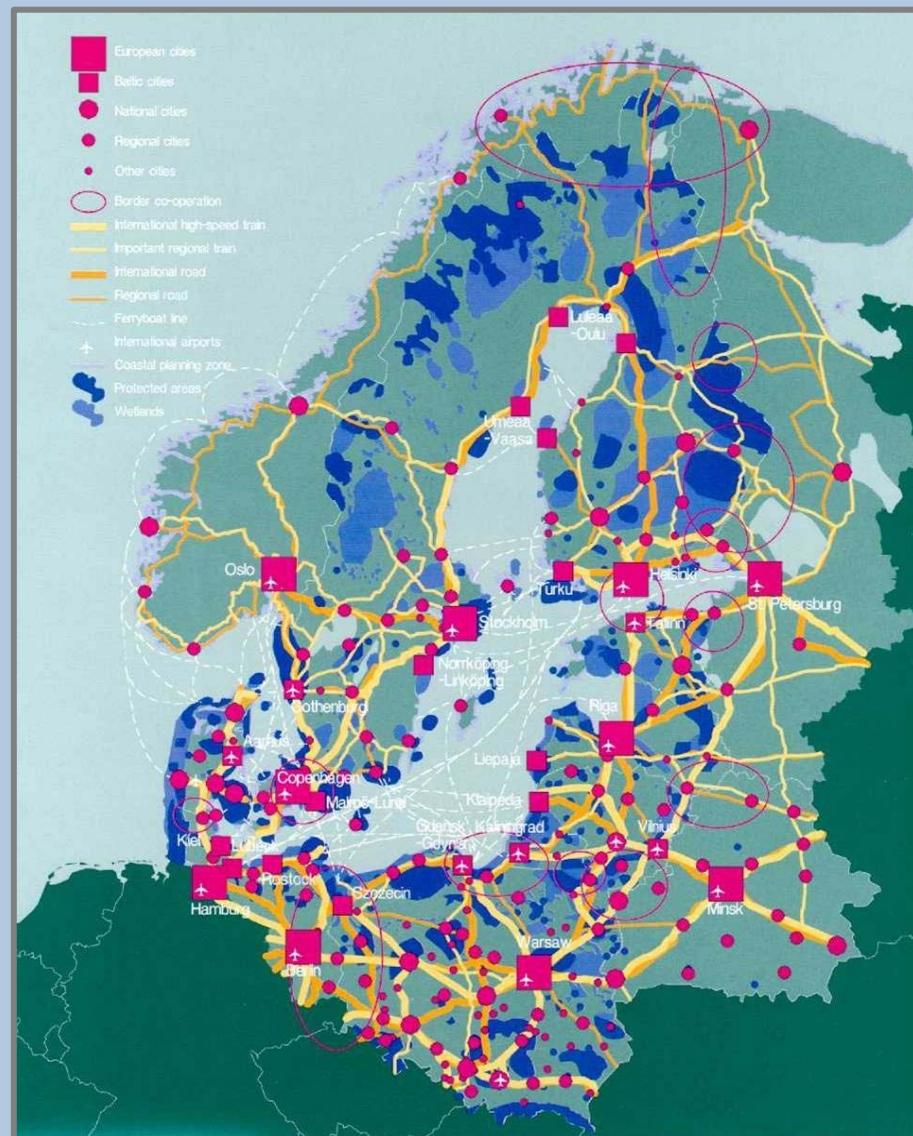 European cities
Baltic cities
National cities
Regional cities
Other cities
Border co-operation
International high-speed train
Important regional train
International road
Regional road
Ferryboat line
International airports
Coastal planning zone
Protected areas
Wetlands
Luleaa
-Oulu
Umeaa
-Vaasa
Oslo
Turku
Helsinki
St. Petersburg
Stockholm
Tallinn
Norrköping
-Linköping
Gothenburg
Riga
Aarhus
Liepaja
Copenhagen
Malmö-Lund
Klaipeda
Kiel
Gdansk
-Gdynia
Kaliningrad
Vilnius
Lübeck
Rostock
Hamburg
Szczecin
Minsk
Warsaw
Berlin